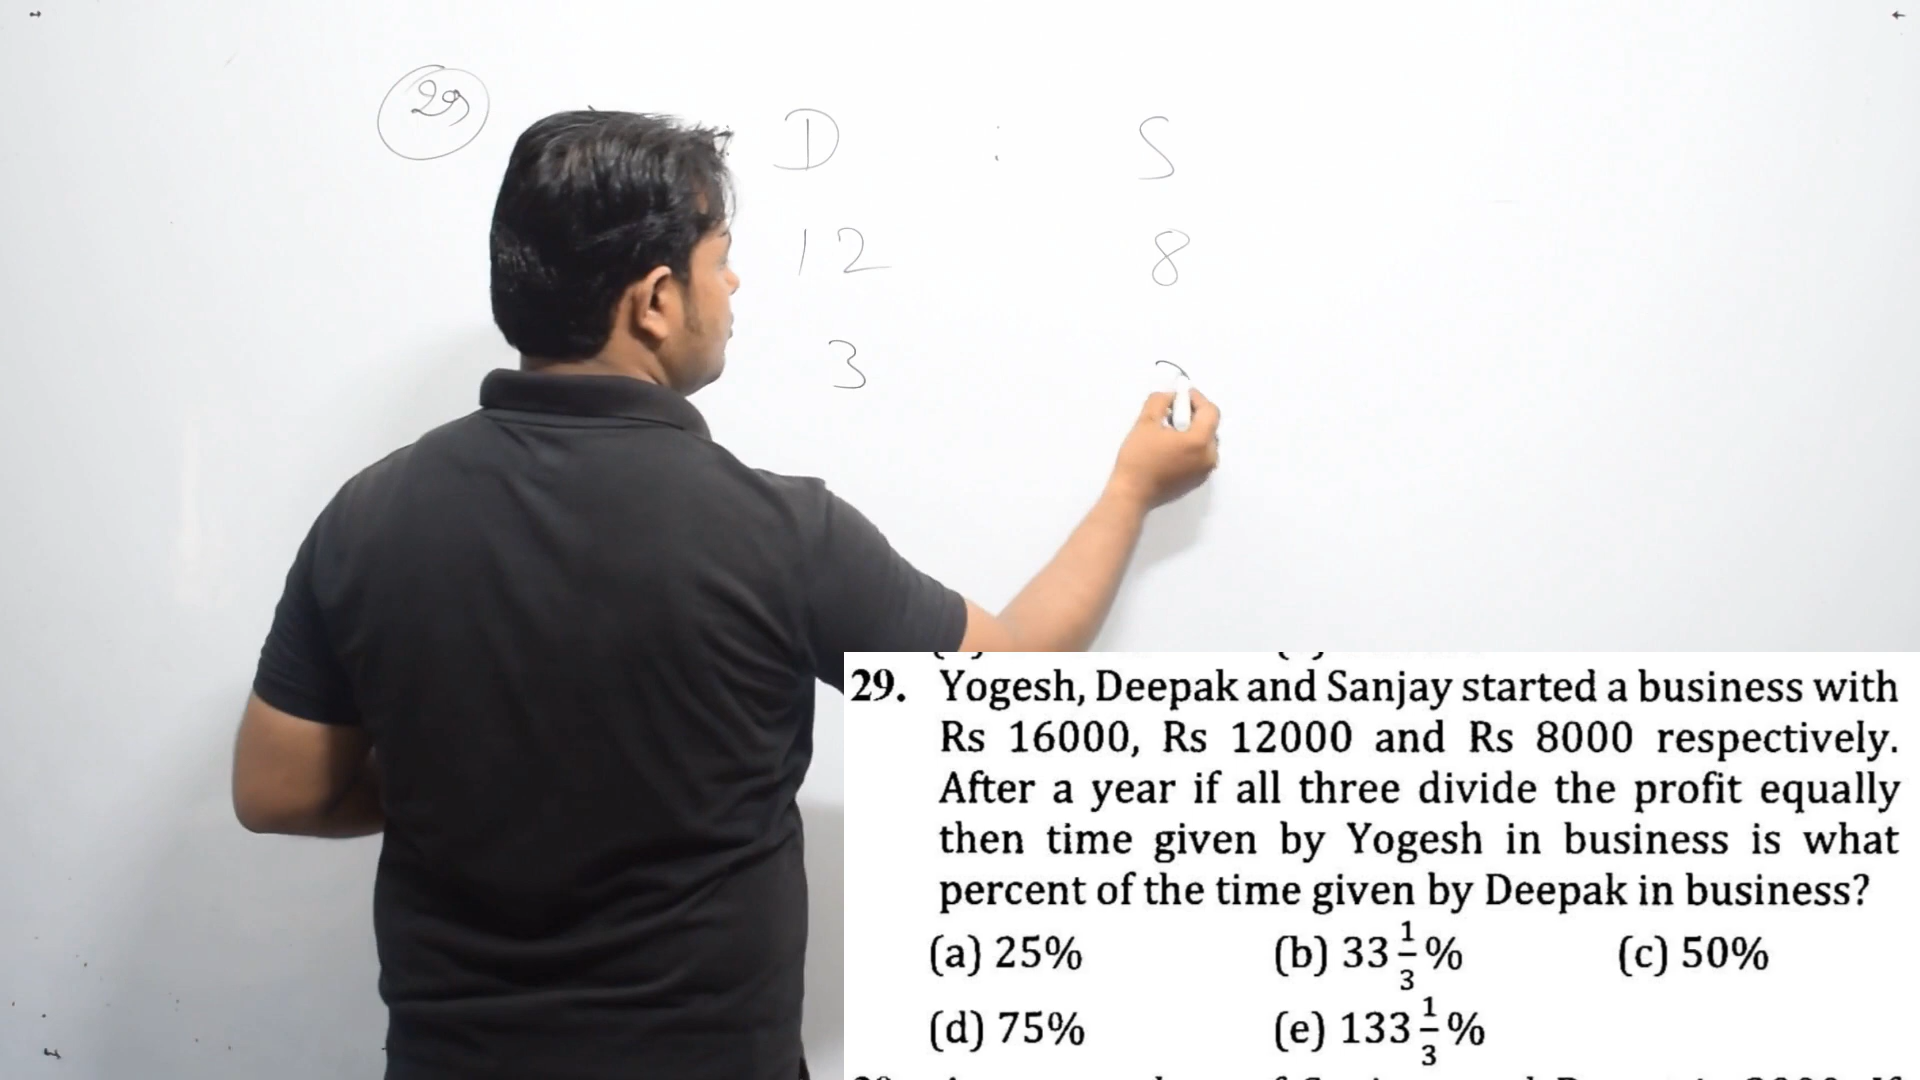 29
D : S
12 8
3
29. Yogesh, Deepak and Sanjay started a business with
Rs 16000, Rs 12000 and Rs 8000 respectively.
After a year if all three divide the profit equally
then time given by Yogesh in business is what
percent of the time given by Deepak in business?
(a) 25% (b) 33 1/3 % (c) 50%
(d) 75% (e) 133 1/3 %